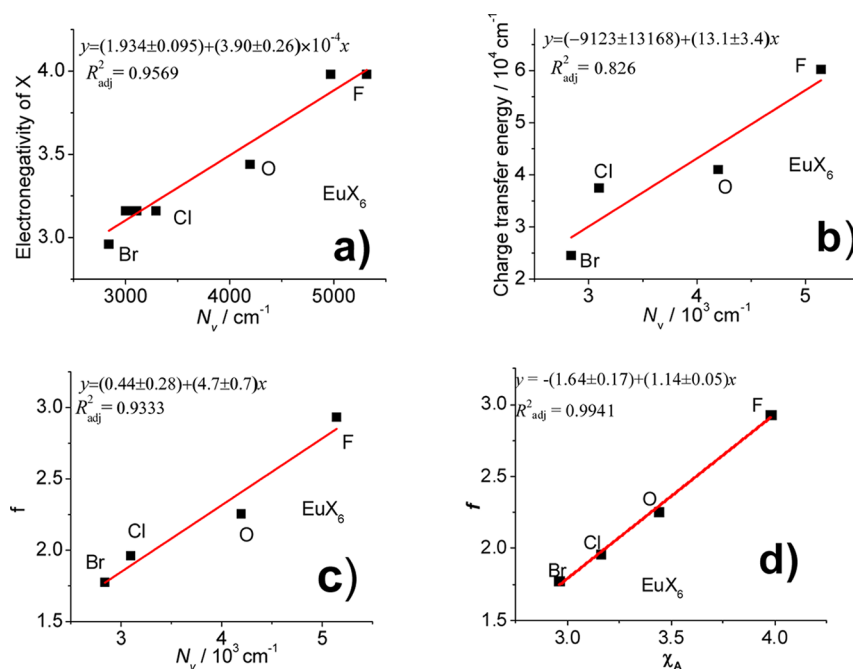 a)
y=(1.934±0.095)+(3.90±0.26)×10⁻⁴x
R²adj = 0.9569
Electronegativity of X
4.0
3.5
3.0
3000
4000
5000
Nv / cm⁻¹
F
O
Cl
Br
EuX₆
b)
y=(−9123±13168)+(13.1±3.4)x
R²adj = 0.826
Charge transfer energy / 10⁴ cm⁻¹
6
5
4
3
2
3
4
5
Nv / 10³ cm⁻¹
F
Cl
O
Br
EuX₆
c)
y=(0.44±0.28)+(4.7±0.7)x
R²adj = 0.9333
f
3.0
2.5
2.0
1.5
3
4
5
Nv / 10³ cm⁻¹
F
Cl
O
Br
EuX₆
d)
y = -(1.64±0.17)+(1.14±0.05)x
R²adj = 0.9941
f
3.0
2.5
2.0
1.5
3.0
3.5
4.0
χA
F
O
Cl
Br
EuX₆